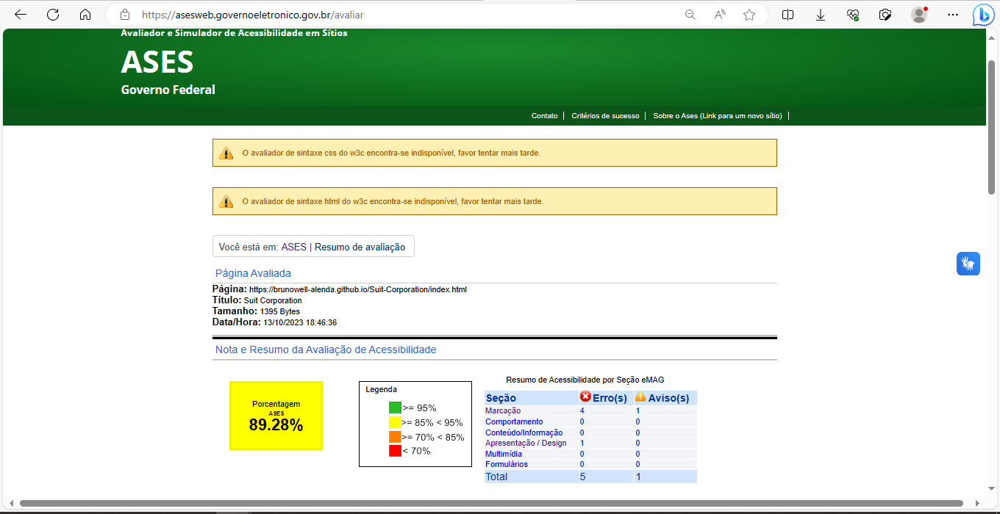 https://asesweb.governoeletronico.gov.br/avaliar
Avaliador e Simulador de Acessibilidade em Sítios
ASES
Governo Federal
Contato | Critérios de sucesso | Sobre o Ases (Link para um novo sítio) |
O avaliador de sintaxe css do w3c encontra-se indisponível, favor tentar mais tarde.
O avaliador de sintaxe html do w3c encontra-se indisponível, favor tentar mais tarde.
Você está em: ASES | Resumo de avaliação
Página Avaliada
Página: https://brunowell-alenda.github.io/Suit-Corporation/index.html
Título: Suit Corporation
Tamanho: 1395 Bytes
Data/Hora: 13/10/2023 18:46:36
Nota e Resumo da Avaliação de Acessibilidade
Porcentagem
ASES
89.28%
Legenda
>= 95%
>= 85% < 95%
>= 70% < 85%
< 70%
Resumo de Acessibilidade por Seção eMAG
Seção Erro(s) Aviso(s)
Marcação 4 1
Comportamento 0 0
Conteúdo/Informação 0 0
Apresentação / Design 1 0
Multimídia 0 0
Formulários 0 0
Total 5 1